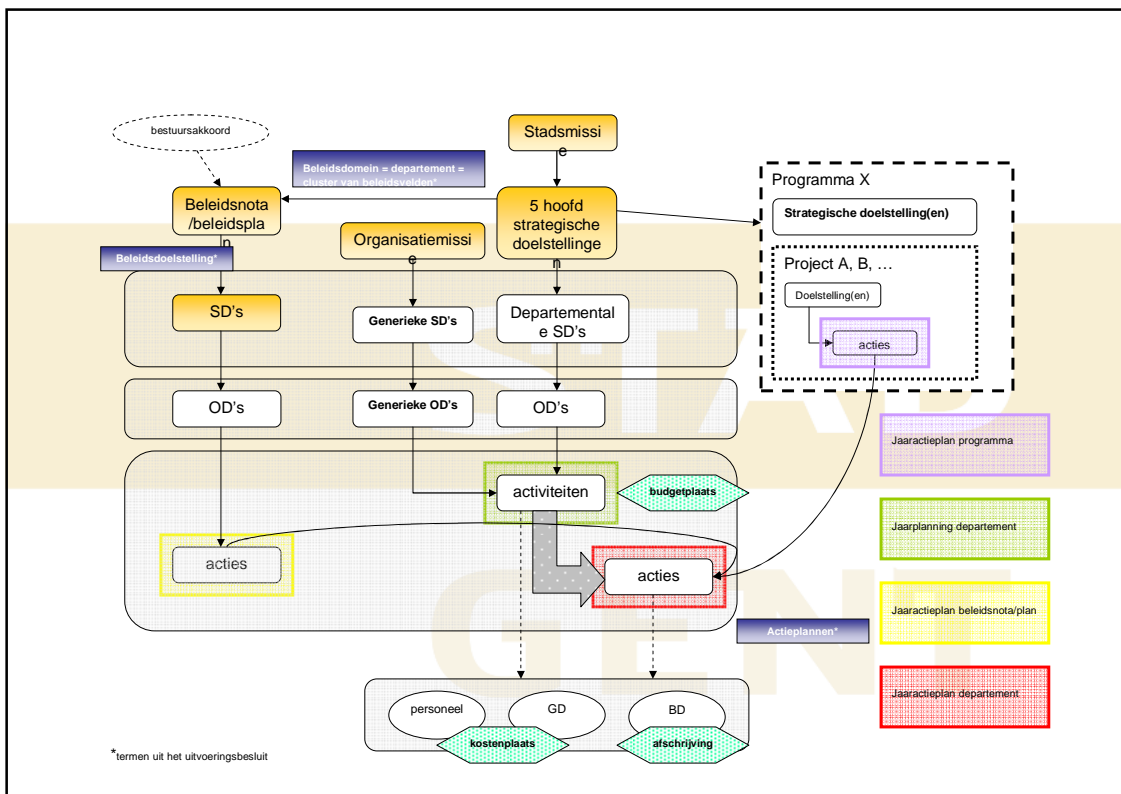 bestuursakkoord
Stadsmissi
e
Beleidsdomein = departement =
cluster van beleidsvelden*
Programma X
Beleidsnota
/beleidspla
n
5 hoofd
strategische
doelstellinge
n
Strategische doelstelling(en)
Organisatiemissi
e
Beleidsdoelstelling*
Project A, B, …
Doelstelling(en)
SD's
Generieke SD's
Departemental
e SD's
acties
OD's
Generieke OD's
OD's
STAD
Jaaractieplan programma
activiteiten
budgetplaats
Jaarplanning departement
acties
acties
GENT
Jaaractieplan beleidsnota/plan
Actieplannen*
Jaaractieplan departement
personeel
GD
BD
kostenplaats
afschrijving
*termen uit het uitvoeringsbesluit